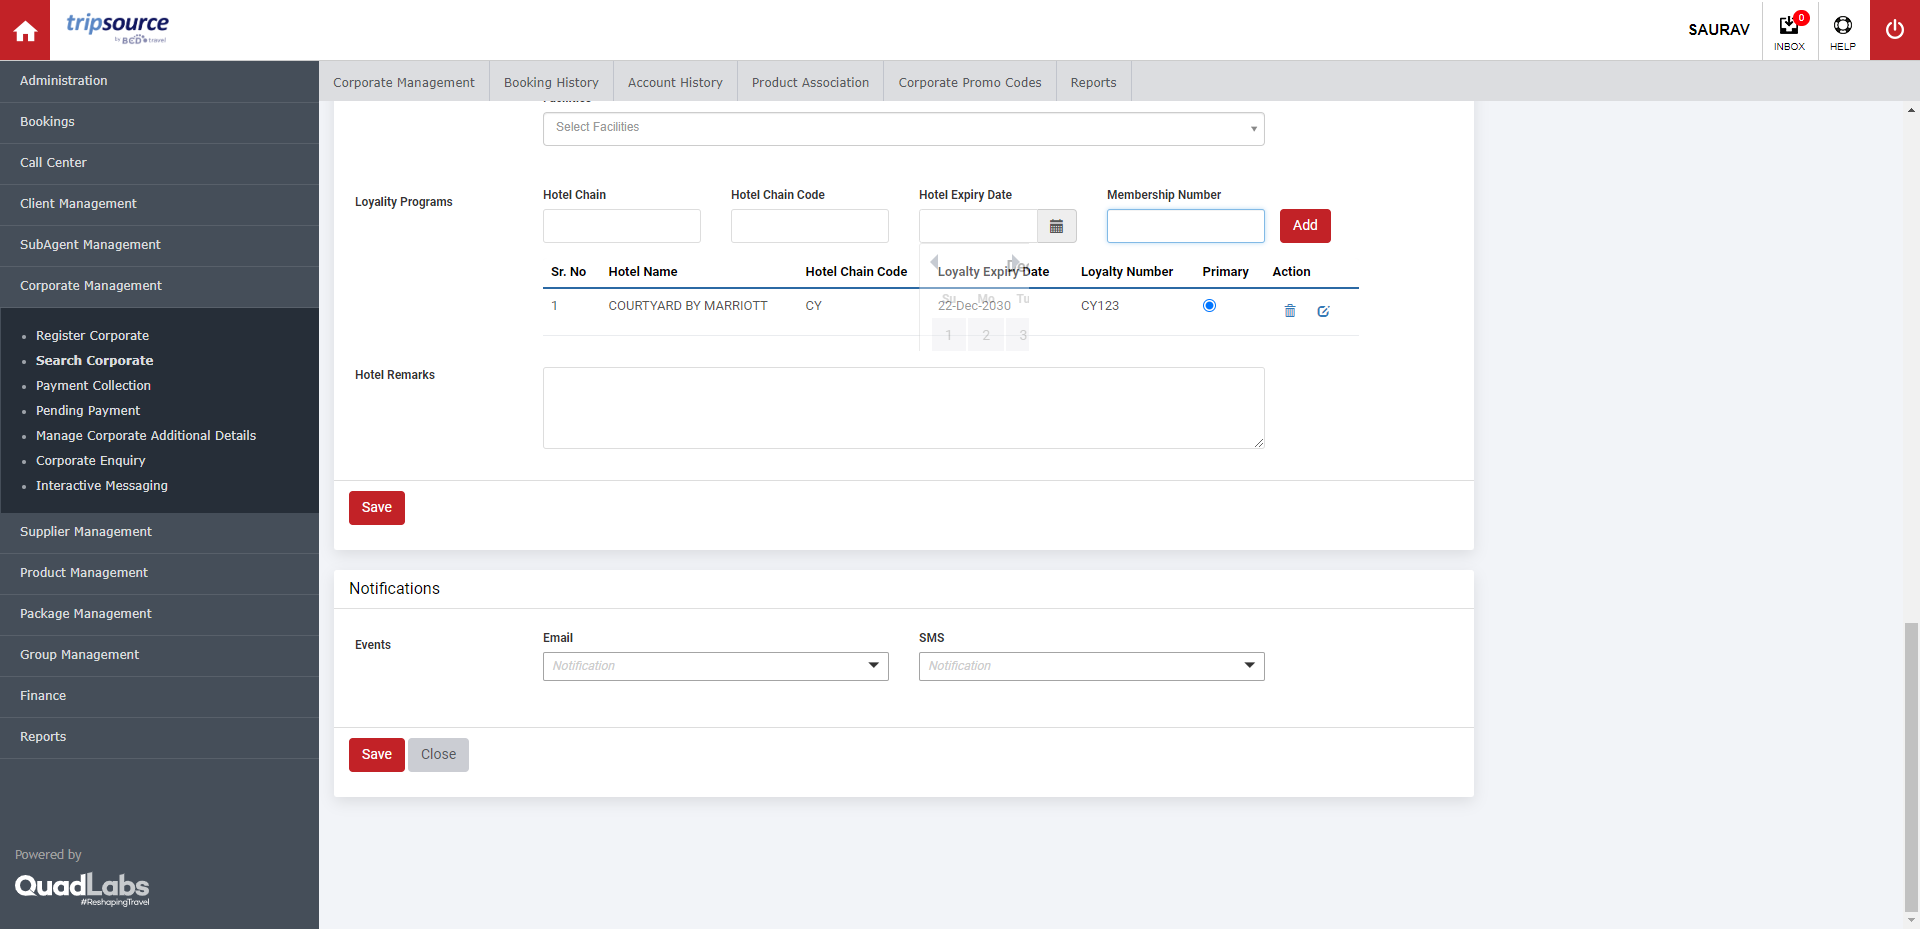 tripsource
by BCD travel
SAURAV
0
INBOX
HELP
Administration
Bookings
Call Center
Client Management
SubAgent Management
Corporate Management
Register Corporate
Search Corporate
Payment Collection
Pending Payment
Manage Corporate Additional Details
Corporate Enquiry
Interactive Messaging
Supplier Management
Product Management
Package Management
Group Management
Finance
Reports
Powered by
QuadLabs
#ReshapingTravel
Corporate Management Booking History Account History Product Association Corporate Promo Codes Reports
Facilities
Select Facilities
Loyality Programs
Hotel Chain Hotel Chain Code Hotel Expiry Date Membership Number
Add
Sr. No Hotel Name Hotel Chain Code Loyalty Expiry Date Loyalty Number Primary Action
1 COURTYARD BY MARRIOTT CY 22-Dec-2030 CY123
Dec
Su Mo Tu
1 2 3
Hotel Remarks
Save
Notifications
Events
Email SMS
Notification Notification
Save Close